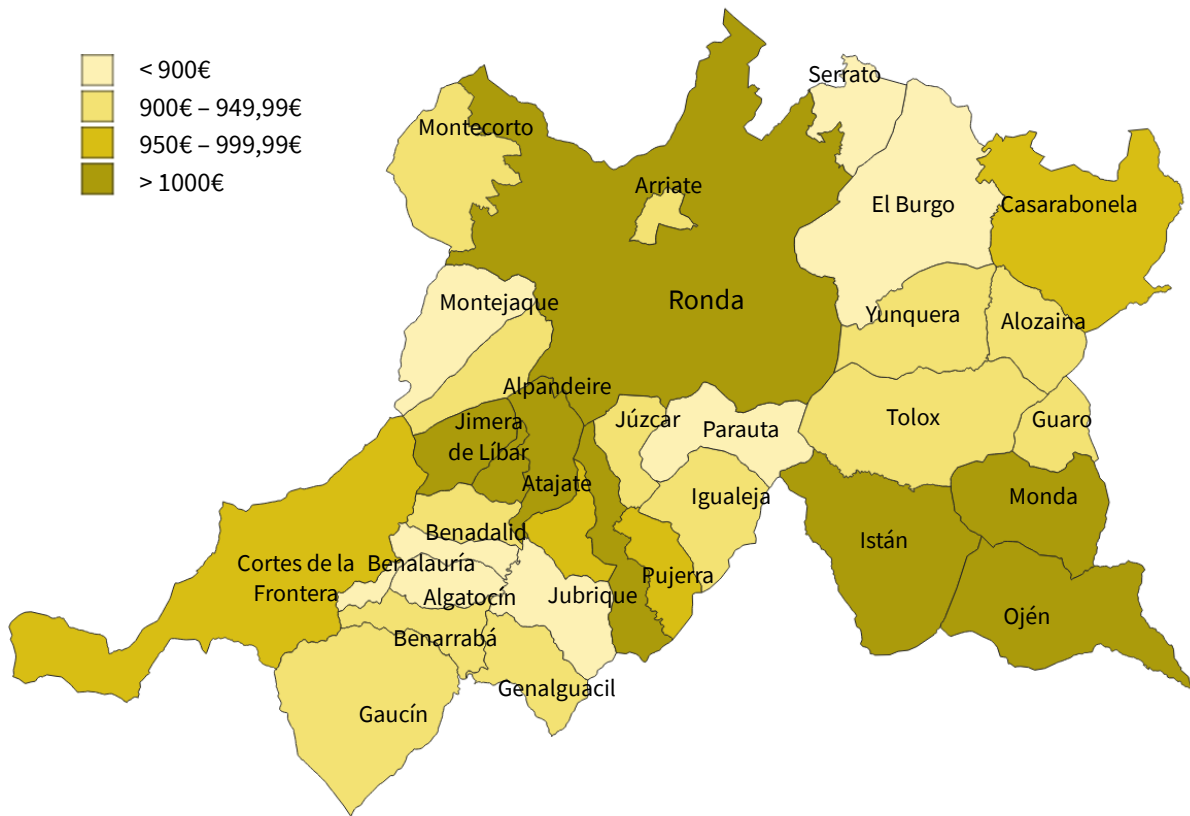 < 900€
900€ – 949,99€
950€ – 999,99€
> 1000€
Serrato
Montecorto
Arriate
El Burgo
Casarabonela
Montejaque
Ronda
Yunquera
Alozaina
Alpandeire
Jimera
de Líbar
Júzcar
Parauta
Tolox
Guaro
Atajate
Igualeja
Monda
Benadalid
Istán
Cortes de la
Frontera
Benalauría
Algatocín
Jubrique
Pujerra
Ojén
Benarrabá
Genalguacil
Gaucín